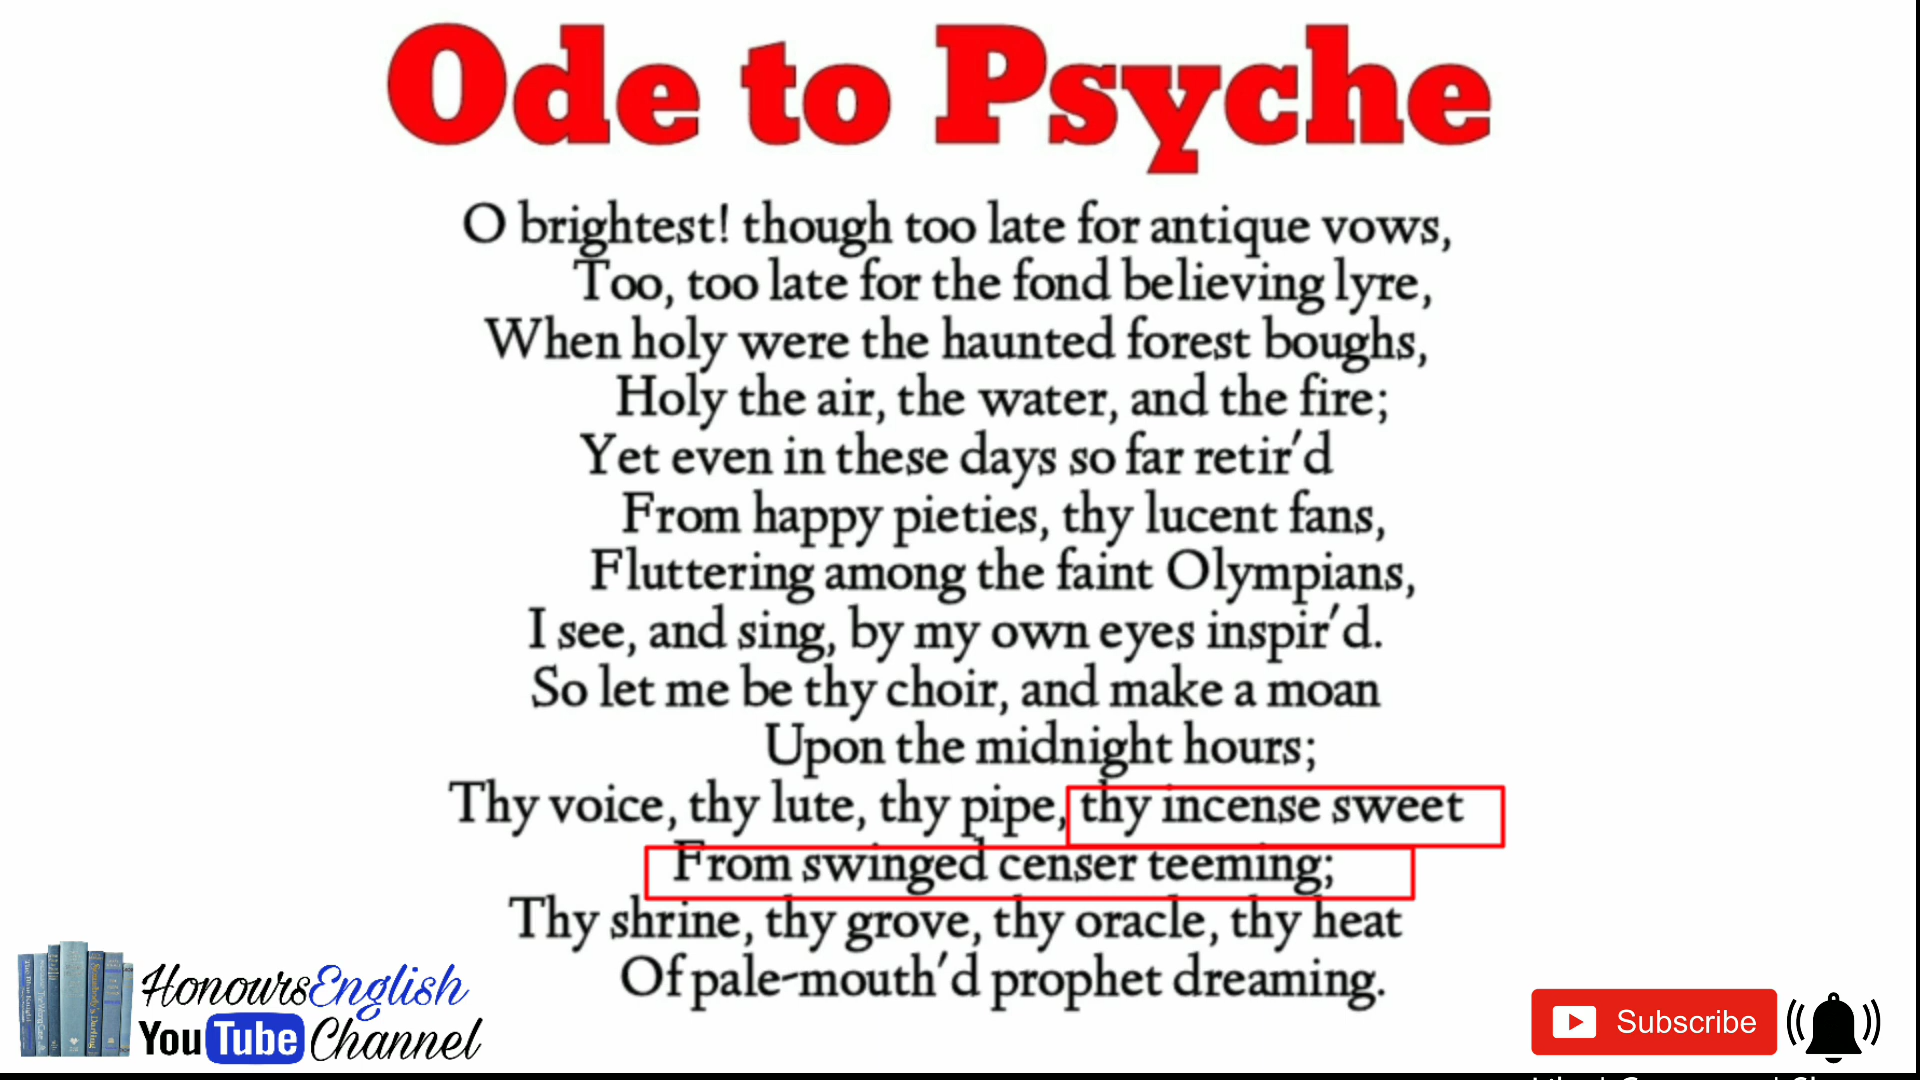 Ode to Psyche
O brightest! though too late for antique vows,
Too, too late for the fond believing lyre,
When holy were the haunted forest boughs,
Holy the air, the water, and the fire;
Yet even in these days so far retir'd
From happy pieties, thy lucent fans,
Fluttering among the faint Olympians,
I see, and sing, by my own eyes inspir'd.
So let me be thy choir, and make a moan
Upon the midnight hours;
Thy voice, thy lute, thy pipe, thy incense sweet
From swinged censer teeming;
Thy shrine, thy grove, thy oracle, thy heat
Of pale-mouth'd prophet dreaming.
HonoursEnglish
YouTube Channel
Subscribe